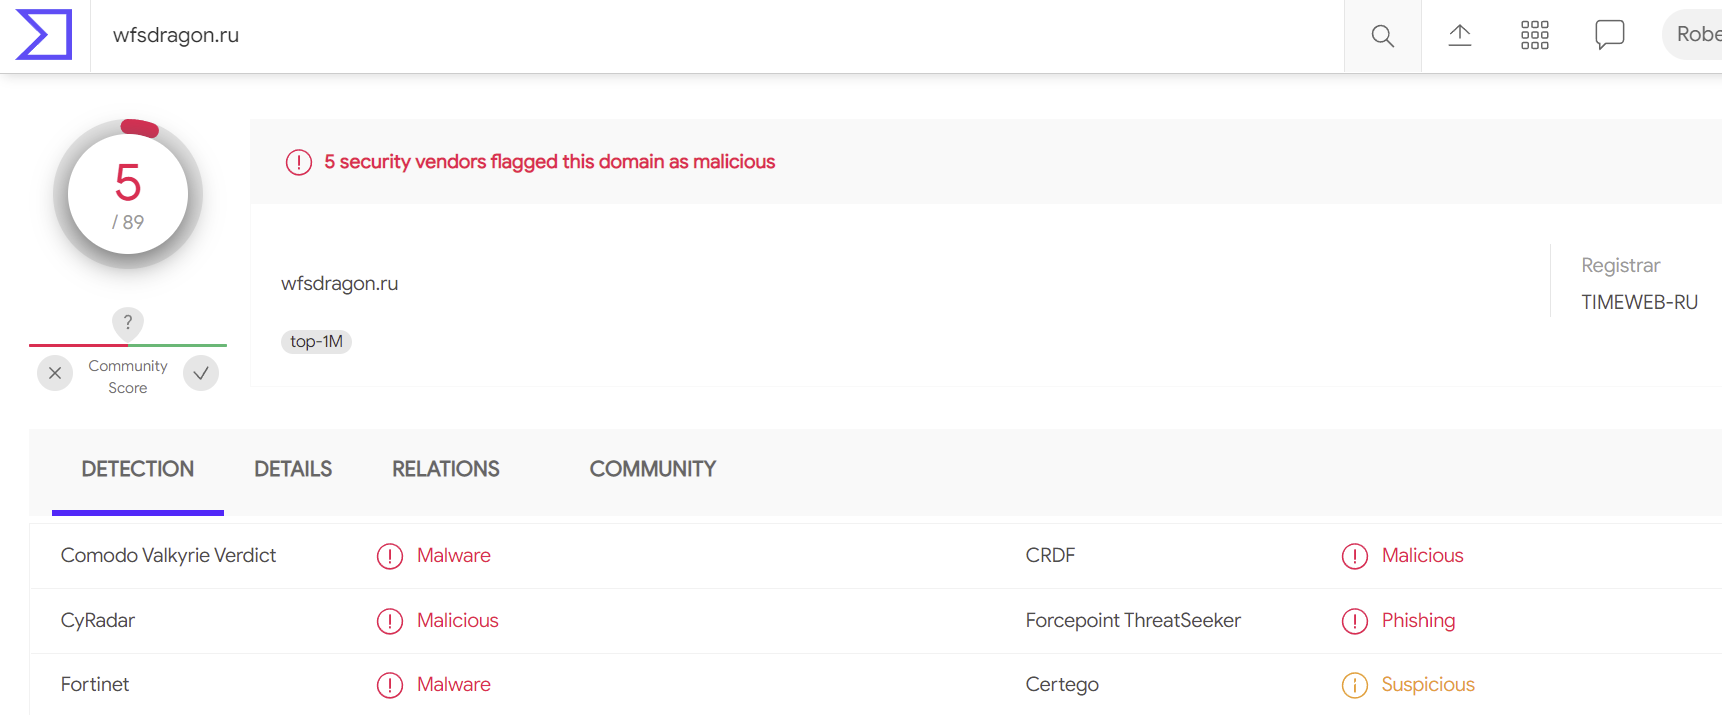 wfsdragon.ru
Robe
5
/ 89
5 security vendors flagged this domain as malicious
wfsdragon.ru
top-1M
Registrar
TIMEWEB-RU
?
Community
Score
DETECTION DETAILS RELATIONS COMMUNITY
Comodo Valkyrie Verdict Malware CRDF Malicious
CyRadar Malicious Forcepoint ThreatSeeker Phishing
Fortinet Malware Certego Suspicious